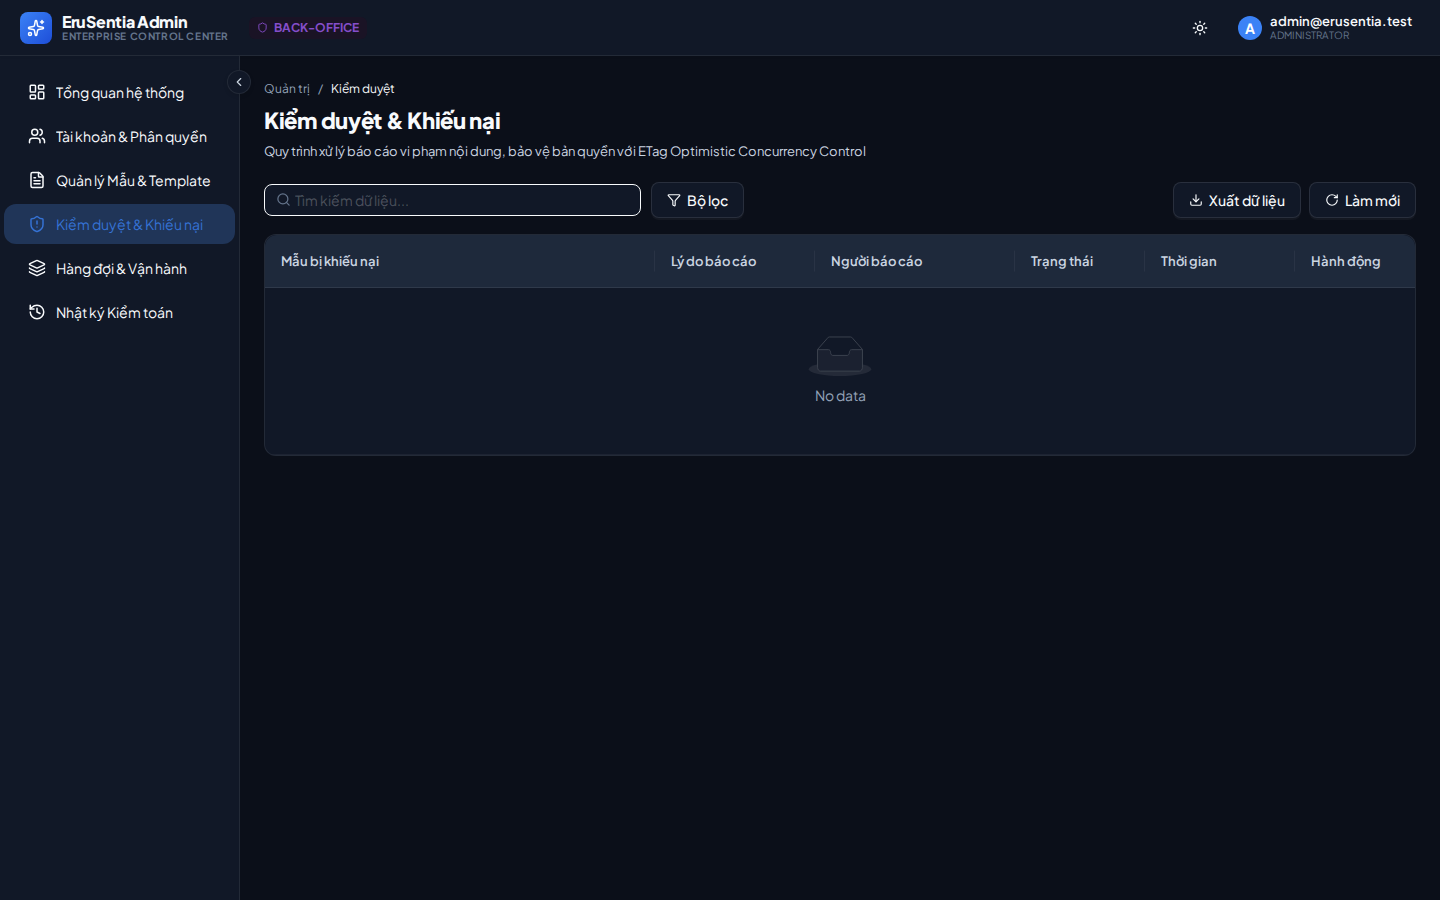 EruSentia Admin
ENTERPRISE CONTROL CENTER
BACK-OFFICE
A
admin@erusentia.test
ADMINISTRATOR
Tổng quan hệ thống
Tài khoản & Phân quyền
Quản lý Mẫu & Template
Kiểm duyệt & Khiếu nại
Hàng đợi & Vận hành
Nhật ký Kiểm toán
Quản trị / Kiểm duyệt
Kiểm duyệt & Khiếu nại
Quy trình xử lý báo cáo vi phạm nội dung, bảo vệ bản quyền với ETag Optimistic Concurrency Control
Tìm kiếm dữ liệu...
Bộ lọc
Xuất dữ liệu
Làm mới
Mẫu bị khiếu nại
Lý do báo cáo
Người báo cáo
Trạng thái
Thời gian
Hành động
No data